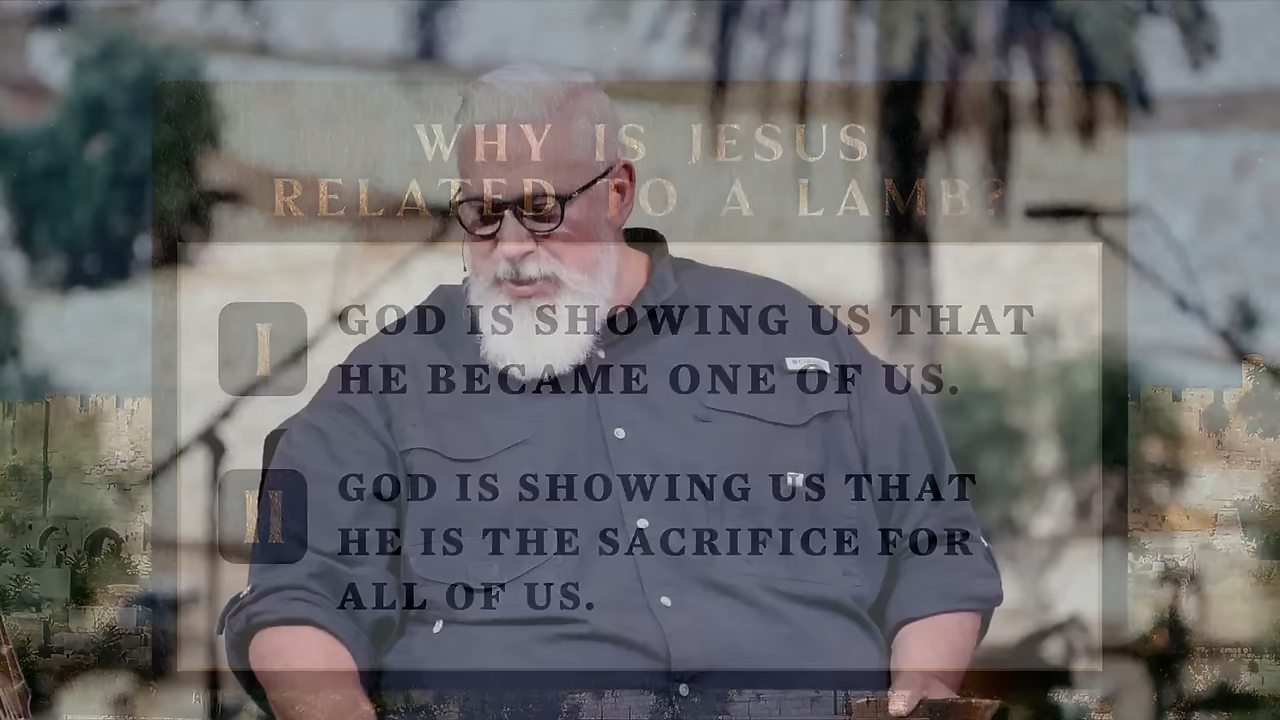 WHY IS JESUS
RELATED TO A LAMB?
I
GOD IS SHOWING US THAT
HE BECAME ONE OF US.
II
GOD IS SHOWING US THAT
HE IS THE SACRIFICE FOR
ALL OF US.